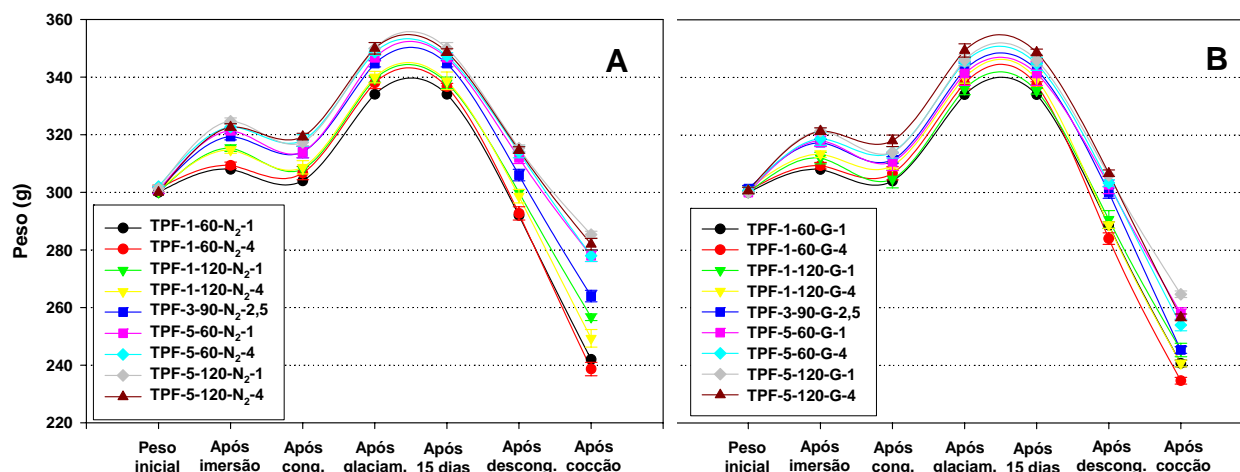 Peso (g)
360
340
320
300
280
260
240
220
A
TPF-1-60-N₂-1
TPF-1-60-N₂-4
TPF-1-120-N₂-1
TPF-1-120-N₂-4
TPF-3-90-N₂-2,5
TPF-5-60-N₂-1
TPF-5-60-N₂-4
TPF-5-120-N₂-1
TPF-5-120-N₂-4
Peso inicial
Após imersão
Após cong.
Após glaciam.
Após 15 dias
Após descong.
Após cocção
B
TPF-1-60-G-1
TPF-1-60-G-4
TPF-1-120-G-1
TPF-1-120-G-4
TPF-3-90-G-2,5
TPF-5-60-G-1
TPF-5-60-G-4
TPF-5-120-G-1
TPF-5-120-G-4
Peso inicial
Após imersão
Após cong.
Após glaciam.
Após 15 dias
Após descong.
Após cocção